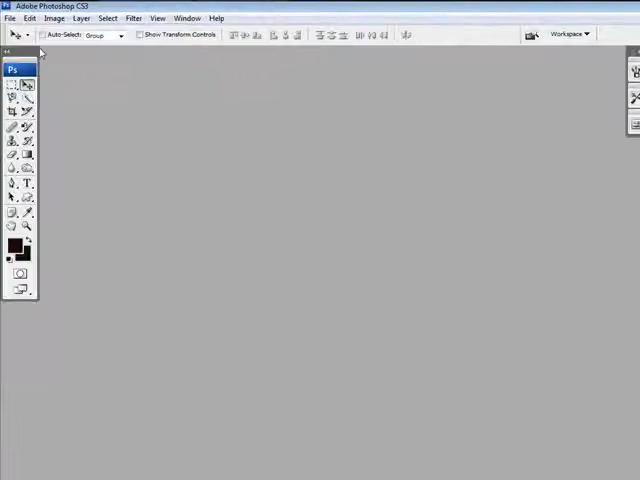 Ps Adobe Photoshop CS3
File Edit Image Layer Select Filter View Window Help
Auto-Select: Group Show Transform Controls Workspace
Ps
T